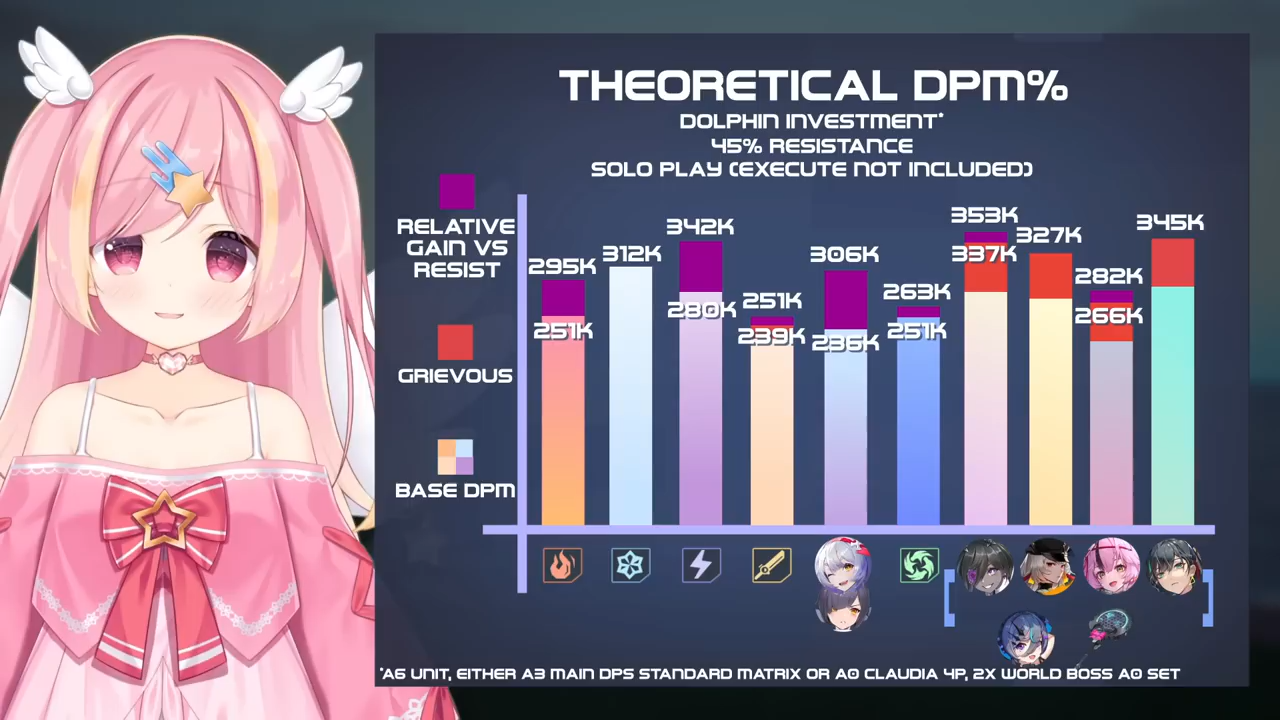 THEORETICAL DPM%
DOLPHIN INVESTMENT*
45% RESISTANCE
SOLO PLAY (EXECUTE NOT INCLUDED)
RELATIVE
GAIN VS
RESIST
GRIEVOUS
BASE DPM
295K
251K
312K
342K
280K
251K
239K
306K
236K
263K
251K
353K
337K
327K
282K
266K
345K
*A6 UNIT, EITHER A3 MAIN DPS STANDARD MATRIX OR A0 CLAUDIA 4P, 2X WORLD BOSS A0 SET